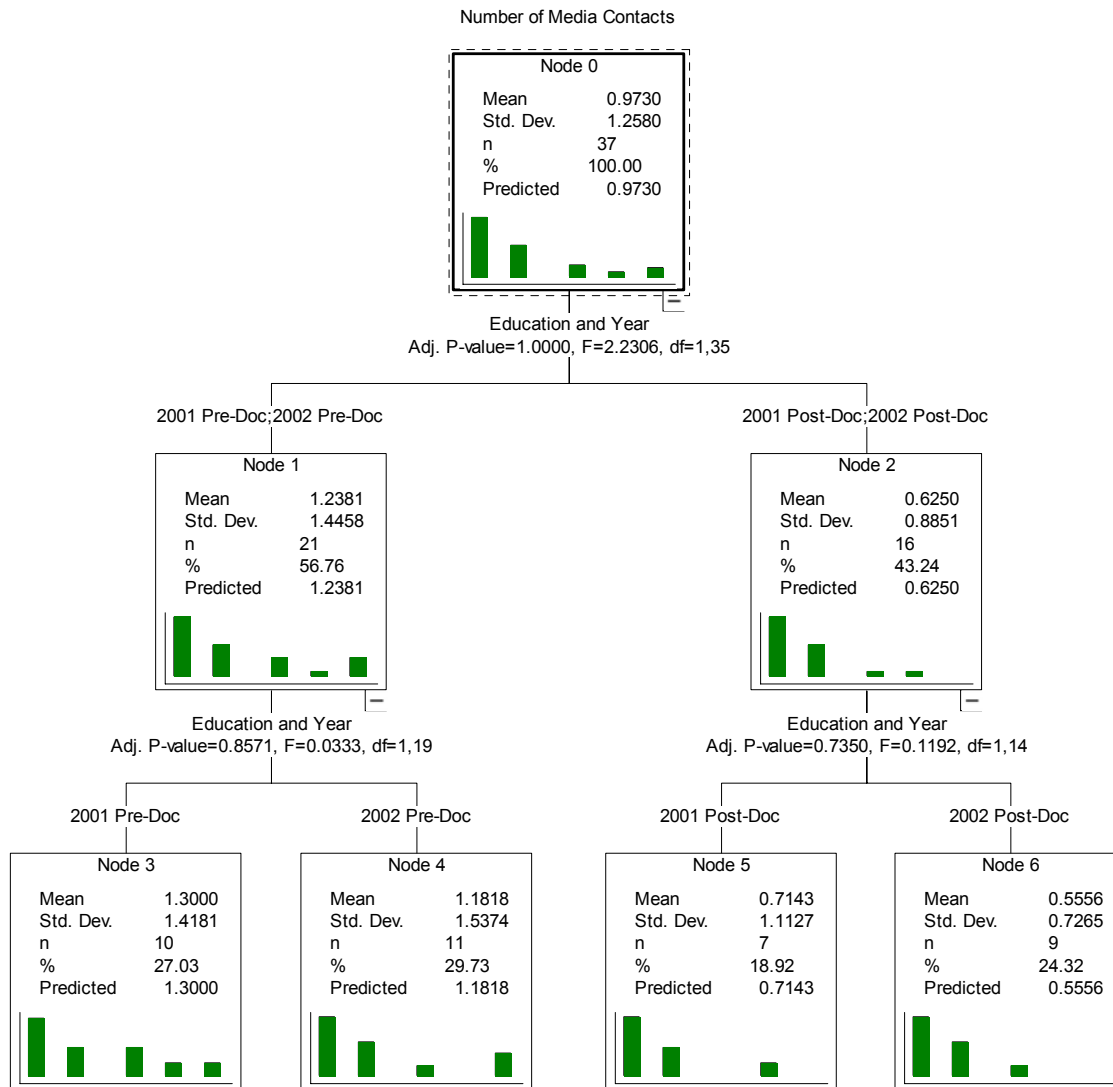 Number of Media Contacts
Node 0
Mean 0.9730
Std. Dev. 1.2580
n 37
% 100.00
Predicted 0.9730
Education and Year
Adj. P-value=1.0000, F=2.2306, df=1,35
2001 Pre-Doc;2002 Pre-Doc
Node 1
Mean 1.2381
Std. Dev. 1.4458
n 21
% 56.76
Predicted 1.2381
2001 Post-Doc;2002 Post-Doc
Node 2
Mean 0.6250
Std. Dev. 0.8851
n 16
% 43.24
Predicted 0.6250
Education and Year
Adj. P-value=0.8571, F=0.0333, df=1,19
Education and Year
Adj. P-value=0.7350, F=0.1192, df=1,14
2001 Pre-Doc
Node 3
Mean 1.3000
Std. Dev. 1.4181
n 10
% 27.03
Predicted 1.3000
2002 Pre-Doc
Node 4
Mean 1.1818
Std. Dev. 1.5374
n 11
% 29.73
Predicted 1.1818
2001 Post-Doc
Node 5
Mean 0.7143
Std. Dev. 1.1127
n 7
% 18.92
Predicted 0.7143
2002 Post-Doc
Node 6
Mean 0.5556
Std. Dev. 0.7265
n 9
% 24.32
Predicted 0.5556